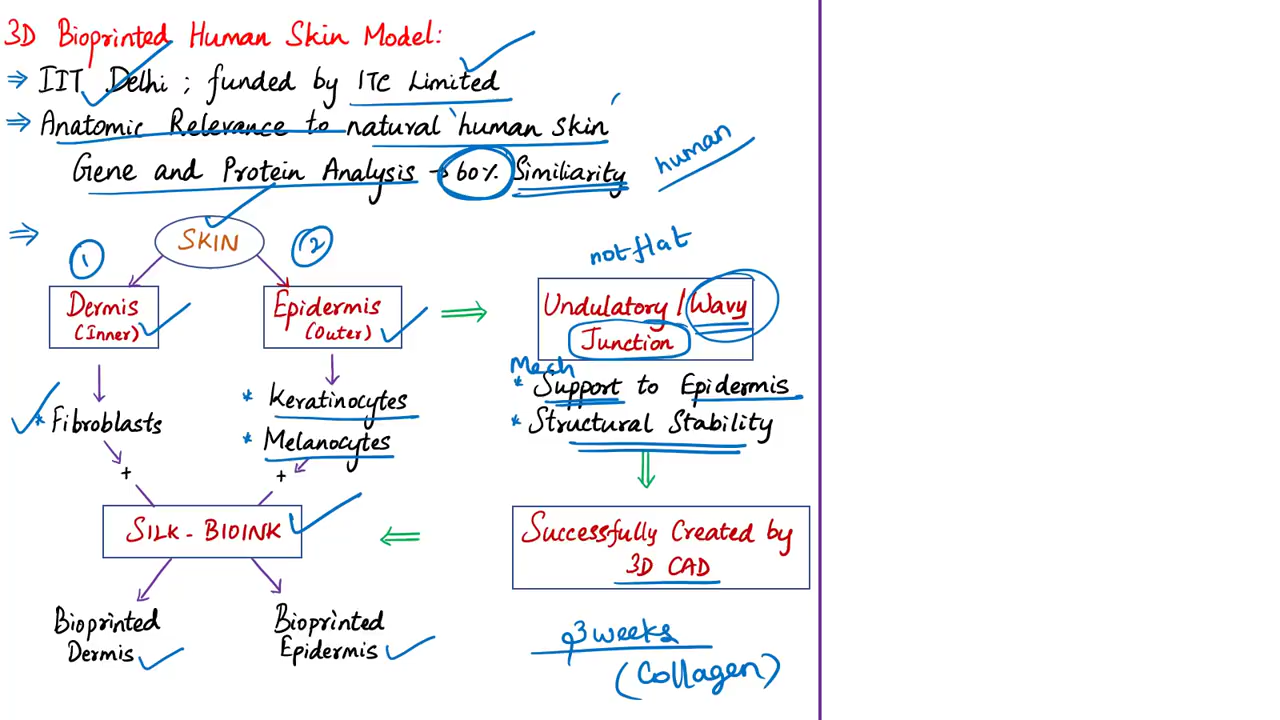 3D Bioprinted Human Skin Model:
⇒ IIT Delhi ; funded by ITC Limited
⇒ Anatomic Relevance to natural 'human skin'
Gene and Protein Analysis → 60% Similiarity
human
⇒ SKIN
1
2
not flat
Dermis
(Inner)
Epidermis
(Outer)
⇒
Undulatory / Wavy
Junction
* Fibroblasts
* Keratinocytes
* Melanocytes
Mech
* Support to Epidermis
* Structural Stability
+
+
SILK - BIOINK
Successfully Created by
3D CAD
Bioprinted
Dermis
Bioprinted
Epidermis
3 weeks
(Collagen)